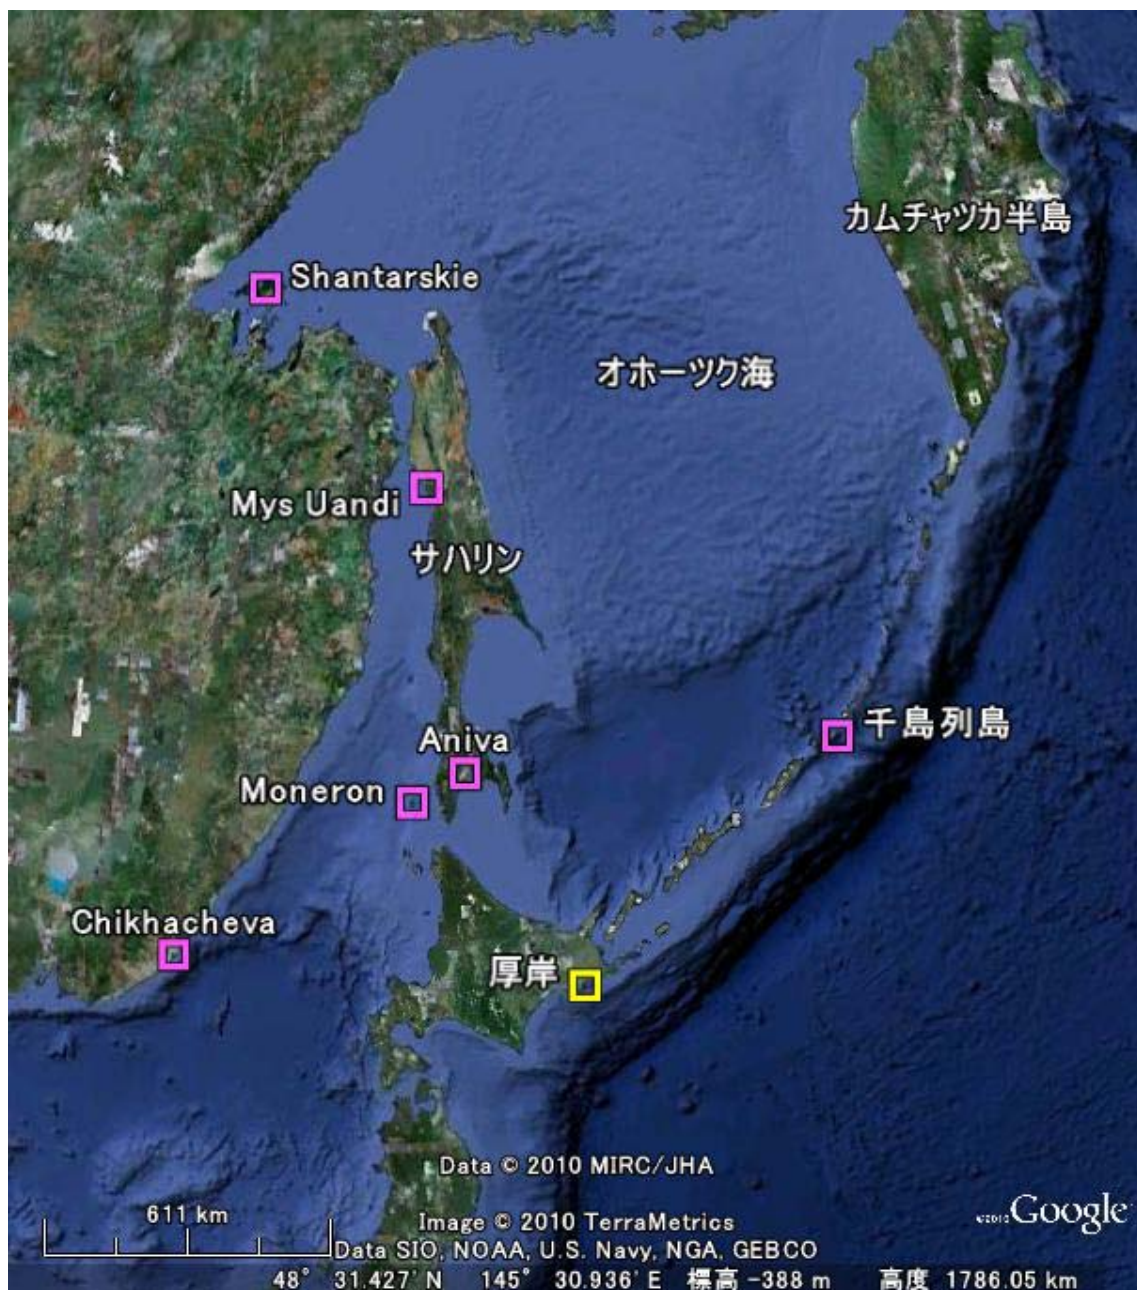 カムチャツカ半島
Shantarskie
オホーツク海
Mys Uandi
サハリン
千島列島
Aniva
Moneron
Chikhacheva
厚岸
Data © 2010 MIRC/JHA
611 km
Image © 2010 TerraMetrics
©2010 Google
Data SIO, NOAA, U.S. Navy, NGA, GEBCO
48° 31.427' N 145° 30.936' E 標高 -388 m 高度 1786.05 km